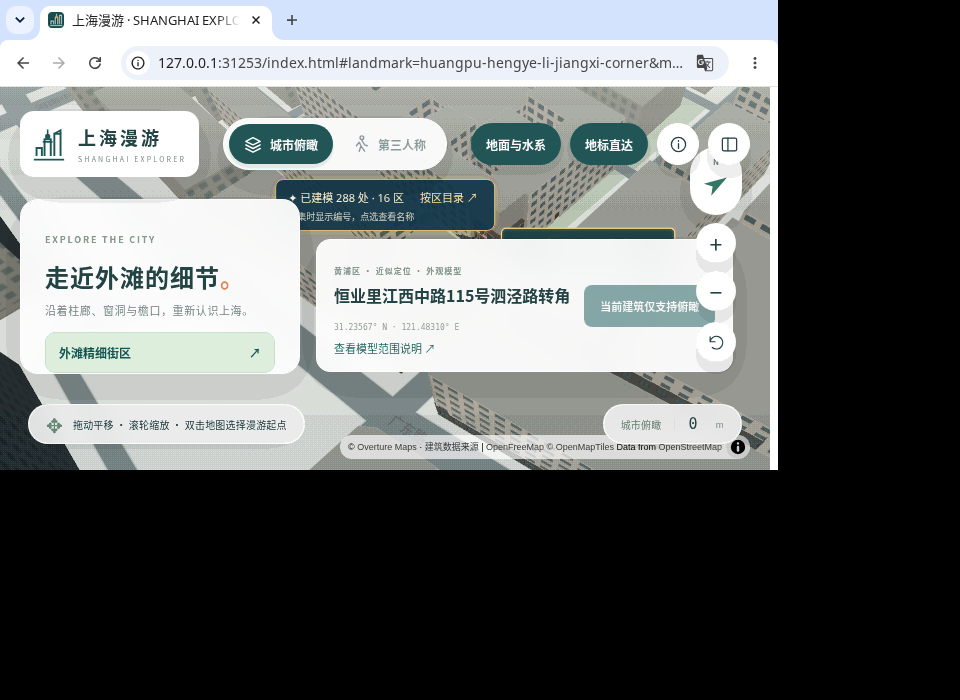 上海漫游 · SHANGHAI EXPLO
127.0.0.1:31253/index.html#landmark=huangpu-hengye-li-jiangxi-corner&m...
上海漫游
SHANGHAI EXPLORER
城市俯瞰
第三人称
地面与水系
地标直达
N
✦ 已建模 288 处 · 16 区 按区目录 ↗
集时显示编号，点选查看名称
EXPLORE THE CITY
走近外滩的细节。
沿着柱廊、窗洞与檐口，重新认识上海。
外滩精细街区 ↗
黄浦区 · 近似定位 · 外观模型
恒业里江西中路115号泗泾路转角
31.23567° N · 121.48310° E
查看模型范围说明 ↗
当前建筑仅支持俯瞰
拖动平移 · 滚轮缩放 · 双击地图选择漫游起点
城市俯瞰 0 m
© Overture Maps · 建筑数据来源 | OpenFreeMap © OpenMapTiles Data from OpenStreetMap